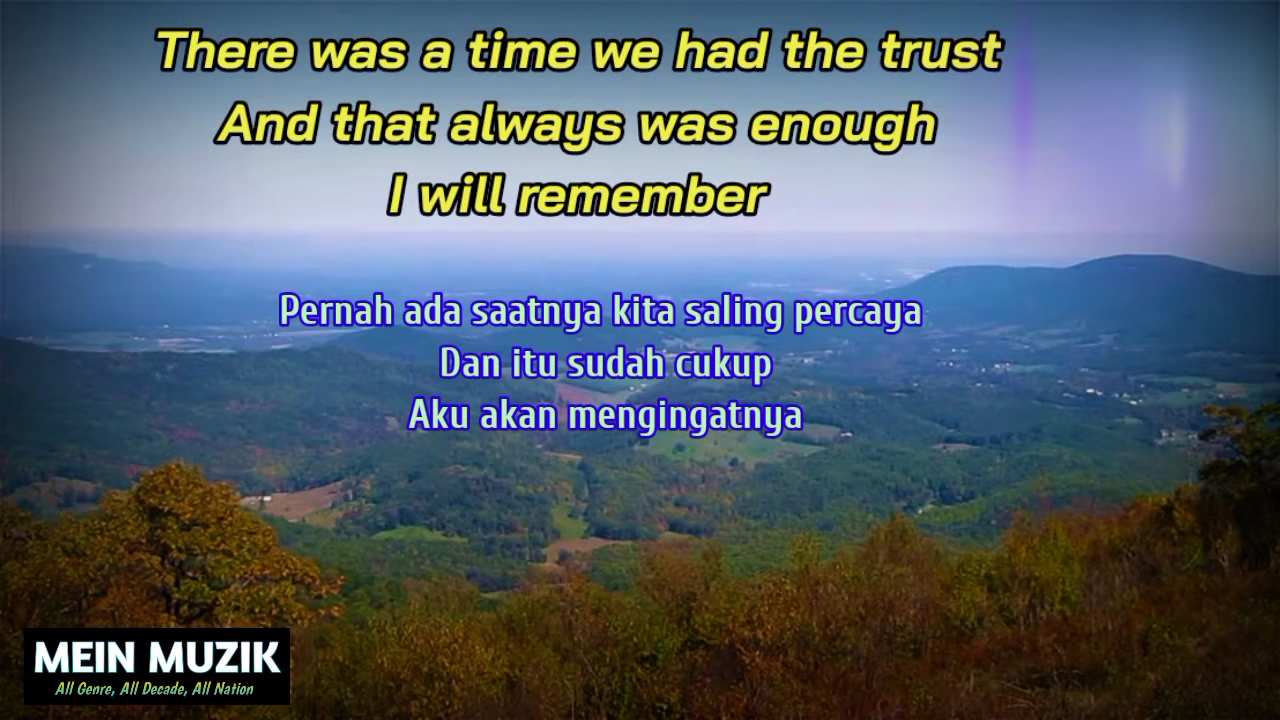 There was a time we had the trust
And that always was enough
I will remember
Pernah ada saatnya kita saling percaya
Dan itu sudah cukup
Aku akan mengingatnya
MEIN MUZIK
All Genre, All Decade, All Nation